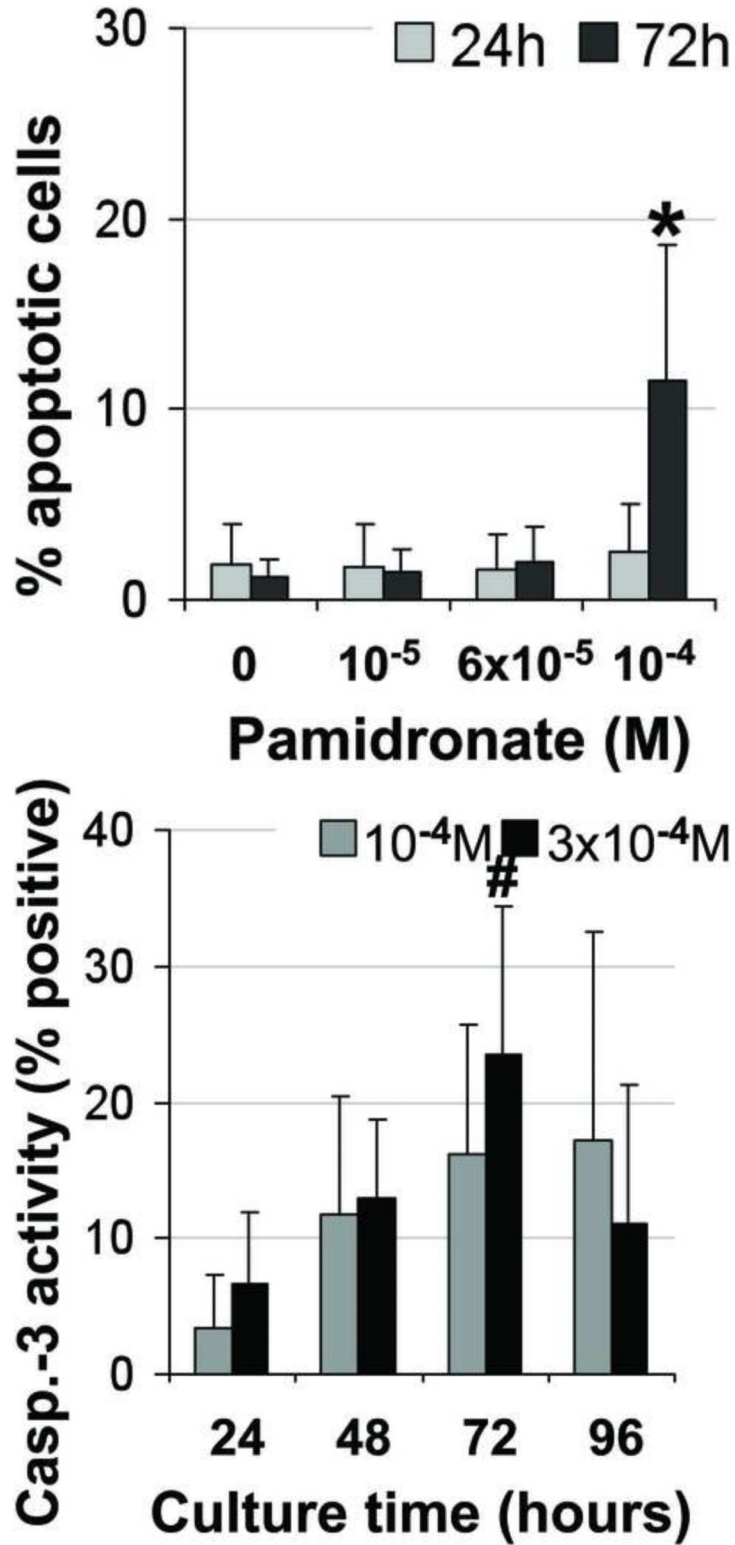 30
24h 72h
20
*
10
0
% apoptotic cells
0 10⁻⁵ 6x10⁻⁵ 10⁻⁴
Pamidronate (M)
40
10⁻⁴M 3x10⁻⁴M
#
30
20
10
0
Casp.-3 activity (% positive)
24 48 72 96
Culture time (hours)